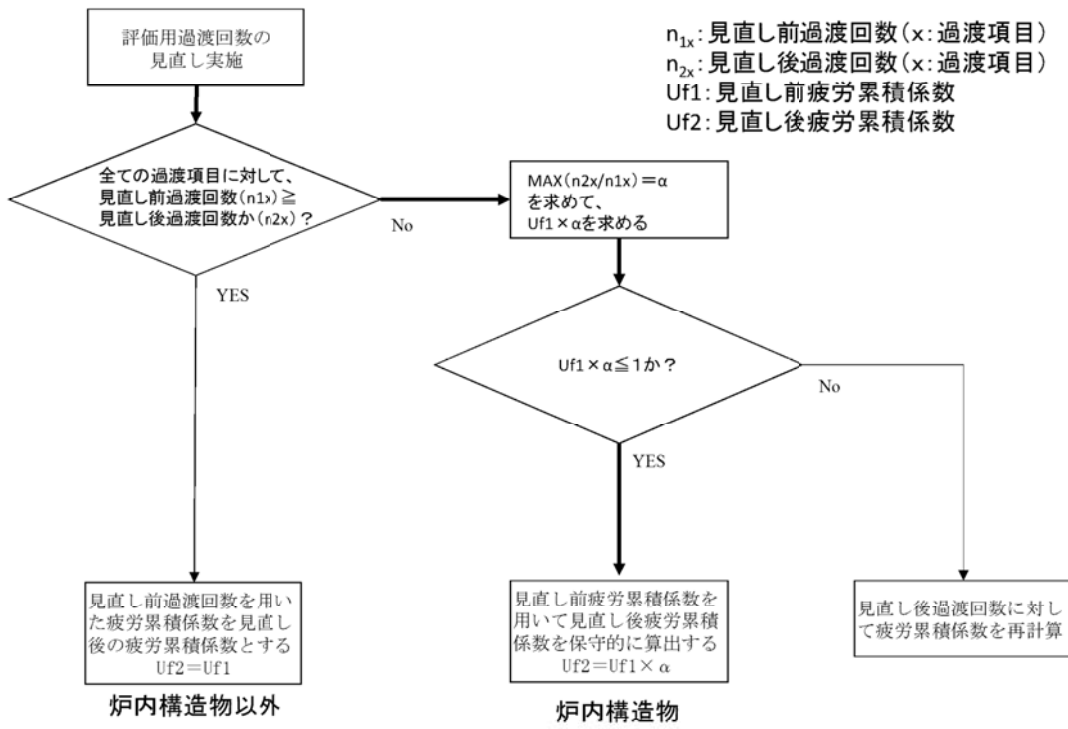 評価用過渡回数の
見直し実施
n1x：見直し前過渡回数（x：過渡項目）
n2x：見直し後過渡回数（x：過渡項目）
Uf1：見直し前疲労累積係数
Uf2：見直し後疲労累積係数
全ての過渡項目に対して、
見直し前過渡回数(n1x)≧
見直し後過渡回数か(n2x)？
No
YES
MAX(n2x/n1x)＝α
を求めて、
Uf1×αを求める
Uf1×α≦1か？
No
YES
見直し前過渡回数を用い
た疲労累積係数を見直し
後の疲労累積係数とする
Uf2＝Uf1
炉内構造物以外
見直し前疲労累積係数を
用いて見直し後疲労累積
係数を保守的に算出する
Uf2＝Uf1×α
炉内構造物
見直し後過渡回数に対し
て疲労累積係数を再計算